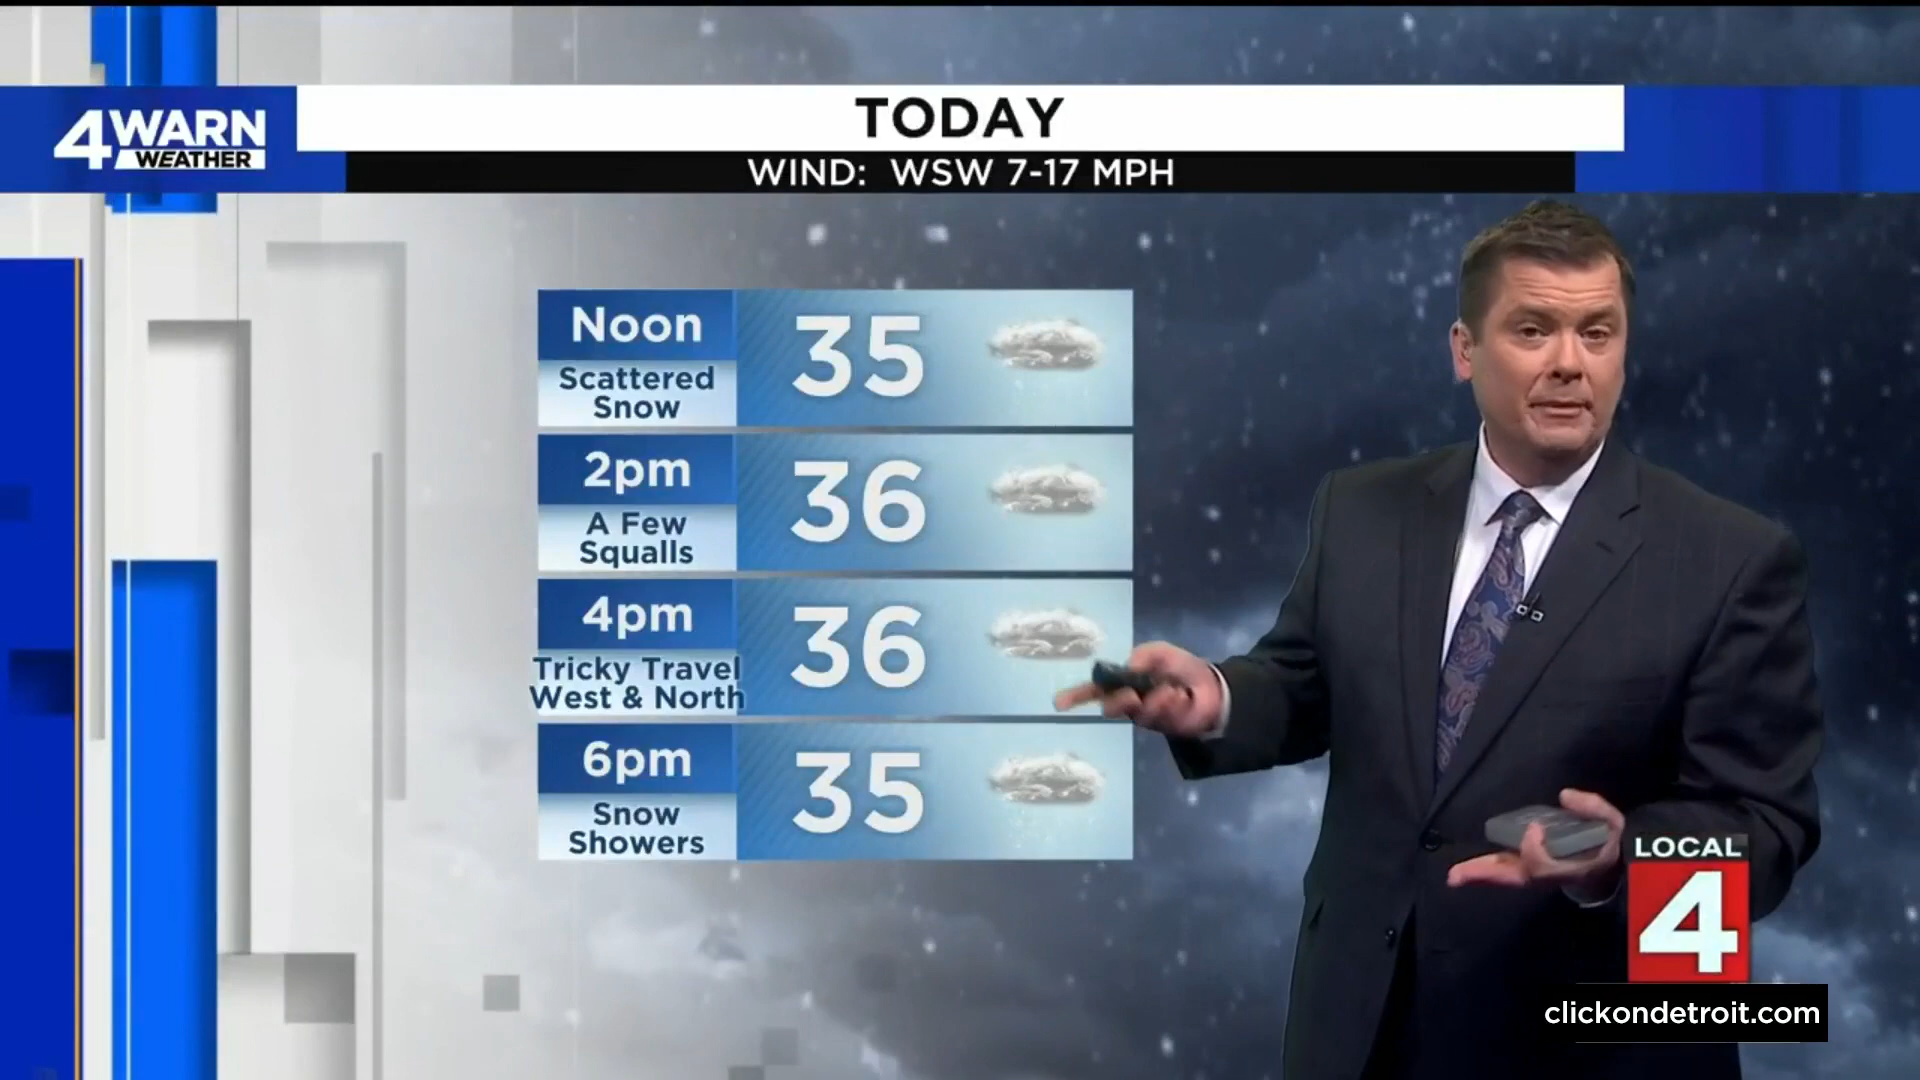 4WARN
WEATHER
TODAY
WIND: WSW 7-17 MPH
Noon
35
Scattered
Snow
2pm
36
A Few
Squalls
4pm
36
Tricky Travel
West & North
6pm
35
Snow
Showers
LOCAL
4
clickondetroit.com